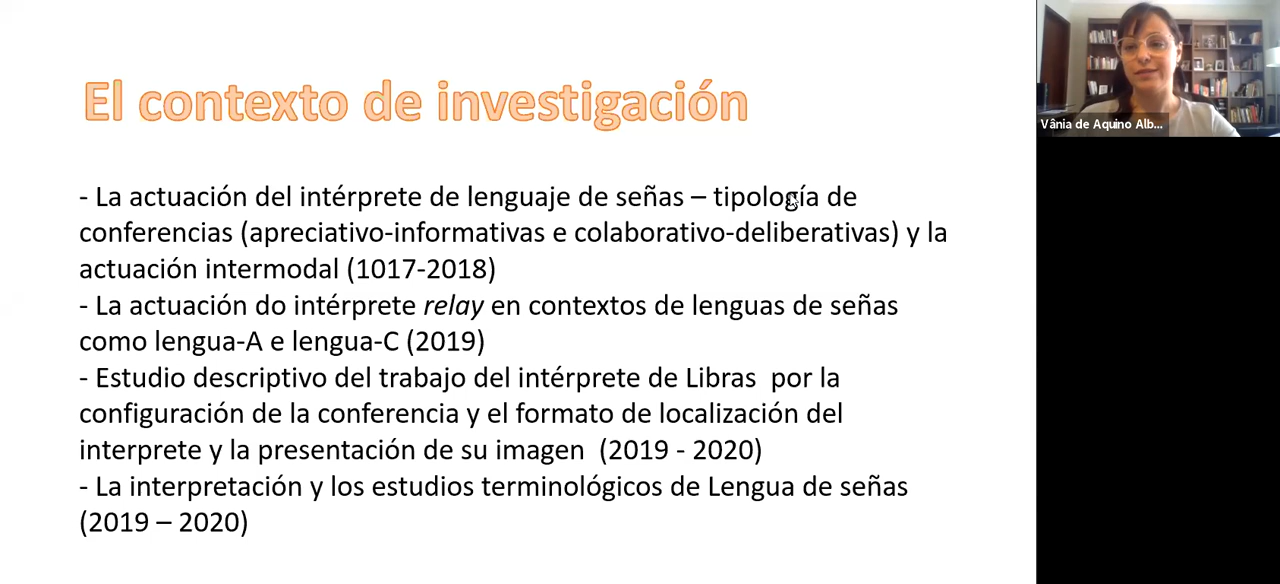 El contexto de investigación
- La actuación del intérprete de lenguaje de señas – tipología de
conferencias (apreciativo-informativas e colaborativo-deliberativas) y la
actuación intermodal (1017-2018)
- La actuación do intérprete relay en contextos de lenguas de señas
como lengua-A e lengua-C (2019)
- Estudio descriptivo del trabajo del intérprete de Libras  por la
configuración de la conferencia y el formato de localización del
interprete y la presentación de su imagen  (2019 - 2020)
- La interpretación y los estudios terminológicos de Lengua de señas
(2019 – 2020)
Vânia de Aquino Alb...